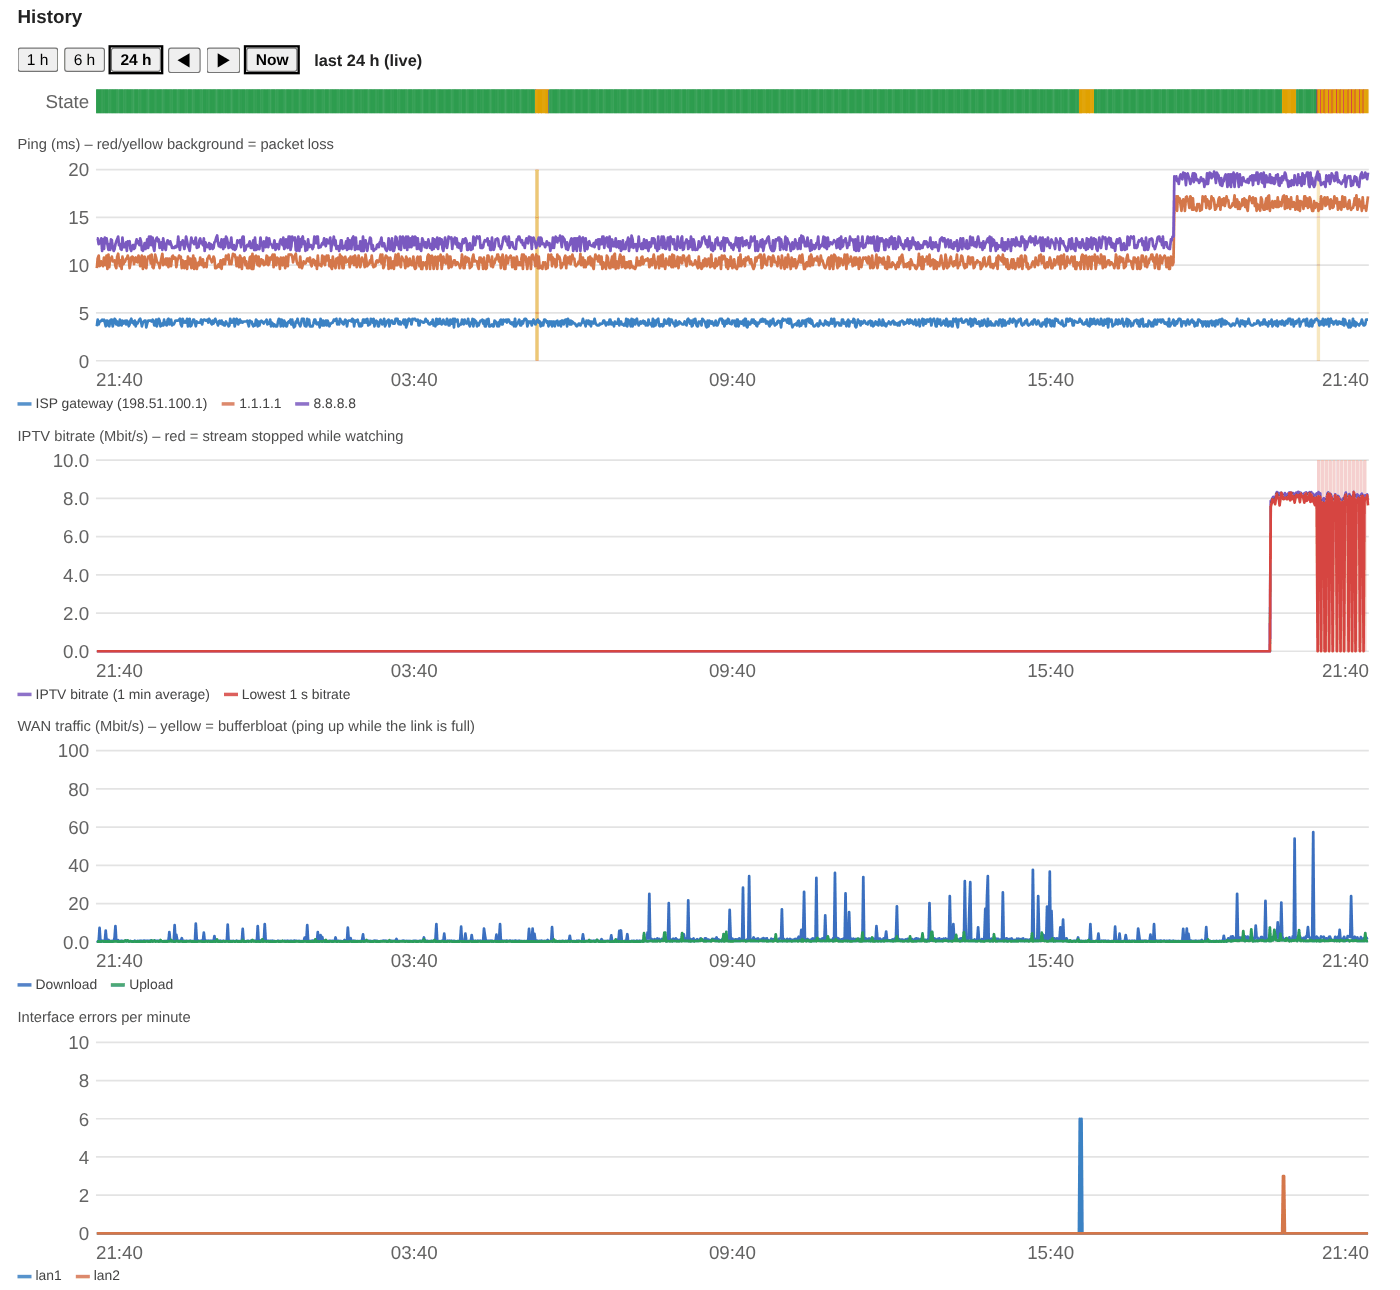 History
1 h 6 h 24 h ◀ ▶ Now last 24 h (live)
State
Ping (ms) – red/yellow background = packet loss
20
15
10
5
0
21:40 03:40 09:40 15:40 21:40
ISP gateway (198.51.100.1) 1.1.1.1 8.8.8.8
IPTV bitrate (Mbit/s) – red = stream stopped while watching
10.0
8.0
6.0
4.0
2.0
0.0
21:40 03:40 09:40 15:40 21:40
IPTV bitrate (1 min average) Lowest 1 s bitrate
WAN traffic (Mbit/s) – yellow = bufferbloat (ping up while the link is full)
100
80
60
40
20
0.0
21:40 03:40 09:40 15:40 21:40
Download Upload
Interface errors per minute
10
8
6
4
2
0
21:40 03:40 09:40 15:40 21:40
lan1 lan2